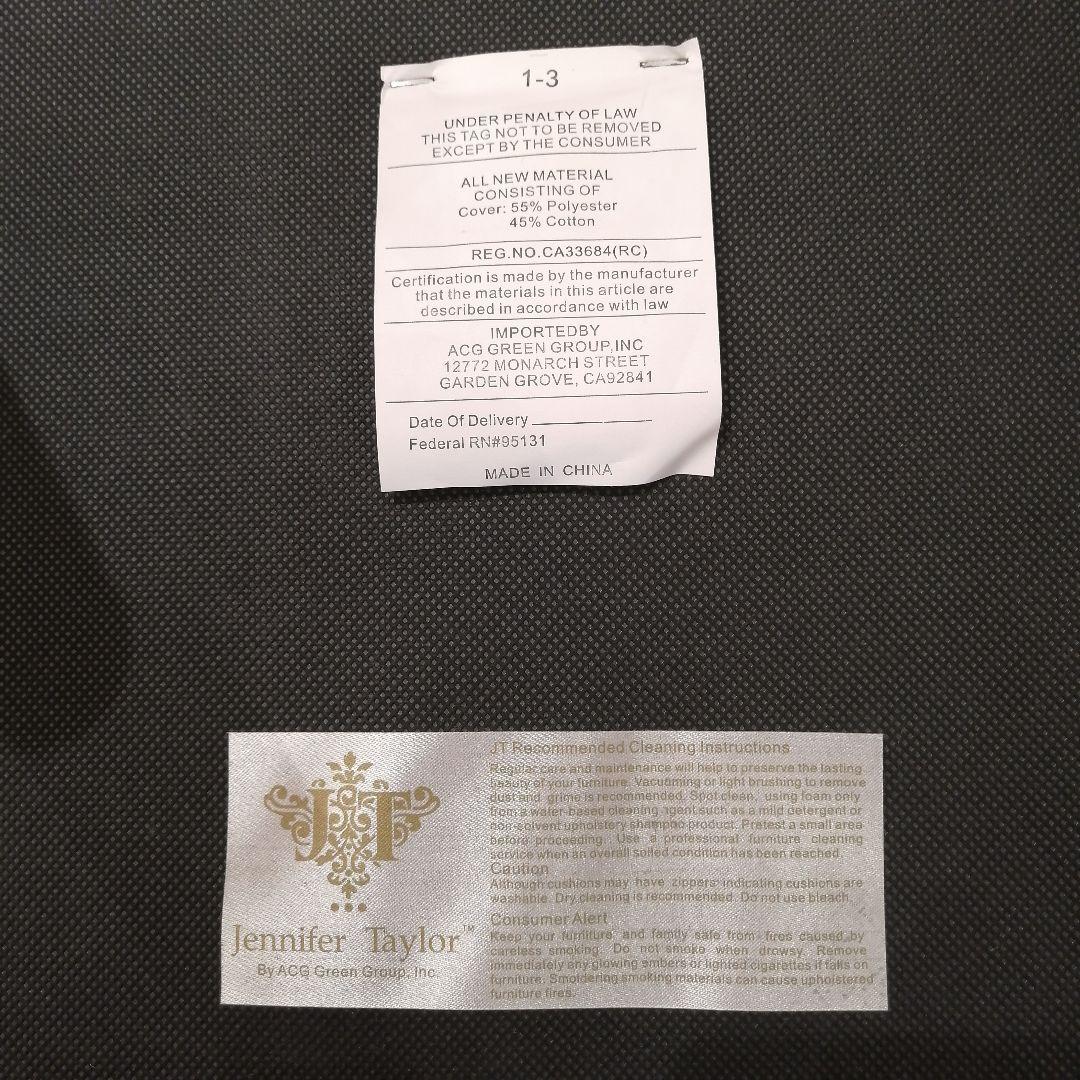 1-3
UNDER PENALTY OF LAW
THIS TAG NOT TO BE REMOVED
EXCEPT BY THE CONSUMER
ALL NEW MATERIAL
CONSISTING OF
Cover: 55% Polyester
45% Cotton
REG.NO.CA33684(RC)
Certification is made by the manufacturer
that the materials in this article are
described in accordance with law
IMPORTEDBY
ACG GREEN GROUP,INC
12772 MONARCH STREET
GARDEN GROVE, CA92841
Date Of Delivery
Federal RN#95131
MADE IN CHINA
JT
Jennifer Taylor™
By ACG Green Group, Inc.
JT Recommended Cleaning Instructions
Regular care and maintenance will help to preserve the lasting
beauty of your furniture. Vacuuming or light brushing to remove
dust and grime is recommended. Spot clean, using foam only
from a water-based cleaning agent such as a mild detergent or
non-solvent upholstery shampoo product. Pretest a small area
before proceeding. Use a professional furniture cleaning
service when an overall soiled condition has been reached.
Caution
Although cushions may have zippers indicating cushions are
washable. Dry cleaning is recommended. Do not use bleach.
Consumer Alert
Keep your furniture and family safe from fires caused by
careless smoking. Do not smoke when drowsy. Remove
immediately any glowing embers or lighted cigarettes if falls on
furniture. Smoldering smoking materials can cause upholstered
furniture fires.